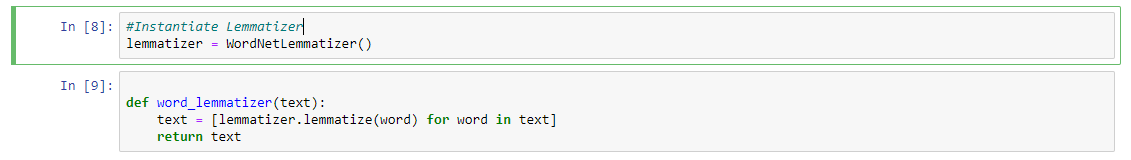 In [8]: #Instantiate Lemmatizer
lemmatizer = WordNetLemmatizer()
In [9]:
def word_lemmatizer(text):
    text = [lemmatizer.lemmatize(word) for word in text]
    return text